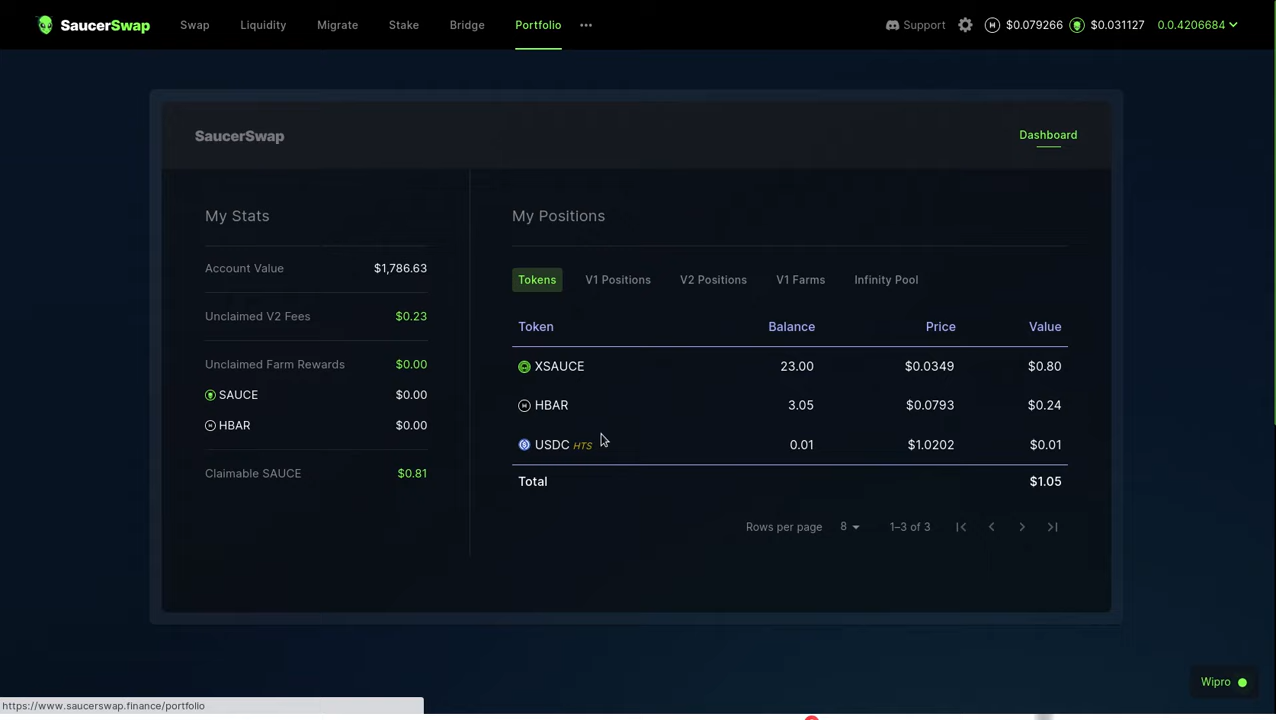 SaucerSwap Swap Liquidity Migrate Stake Bridge Portfolio ••• Support $0.079266 $0.031127 0.0.4206684
SaucerSwap Dashboard
My Stats
Account Value $1,786.63
Unclaimed V2 Fees $0.23
Unclaimed Farm Rewards $0.00
SAUCE $0.00
HBAR $0.00
Claimable SAUCE $0.81
My Positions
Tokens V1 Positions V2 Positions V1 Farms Infinity Pool
Token Balance Price Value
XSAUCE 23.00 $0.0349 $0.80
HBAR 3.05 $0.0793 $0.24
USDC HTS 0.01 $1.0202 $0.01
Total $1.05
Rows per page 8 1–3 of 3
Wipro
https://www.saucerswap.finance/portfolio